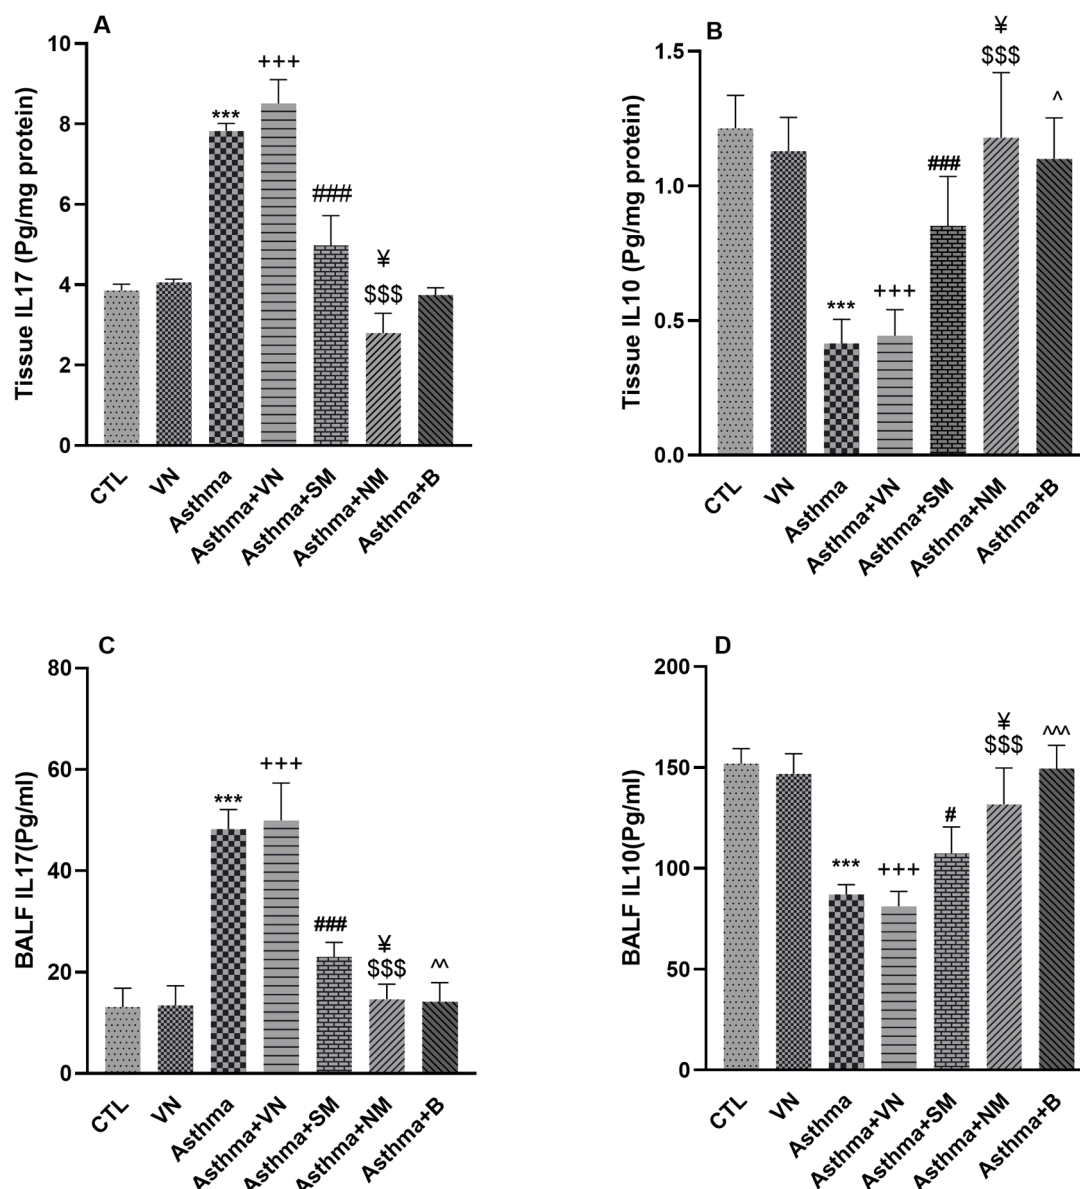 A
Tissue IL17 (Pg/mg protein)
10
8
6
4
2
0
***
+++
###
¥
$$$
CTL
VN
Asthma
Asthma+VN
Asthma+SM
Asthma+NM
Asthma+B
B
Tissue IL10 (Pg/mg protein)
1.5
1.0
0.5
0.0
***
+++
###
¥
$$$
^
CTL
VN
Asthma
Asthma+VN
Asthma+SM
Asthma+NM
Asthma+B
C
BALF IL17(Pg/ml)
80
60
40
20
0
***
+++
###
¥
$$$
^^
CTL
VN
Asthma
Asthma+VN
Asthma+SM
Asthma+NM
Asthma+B
D
BALF IL10(Pg/ml)
200
150
100
50
0
***
+++
#
¥
$$$
^^^
CTL
VN
Asthma
Asthma+VN
Asthma+SM
Asthma+NM
Asthma+B